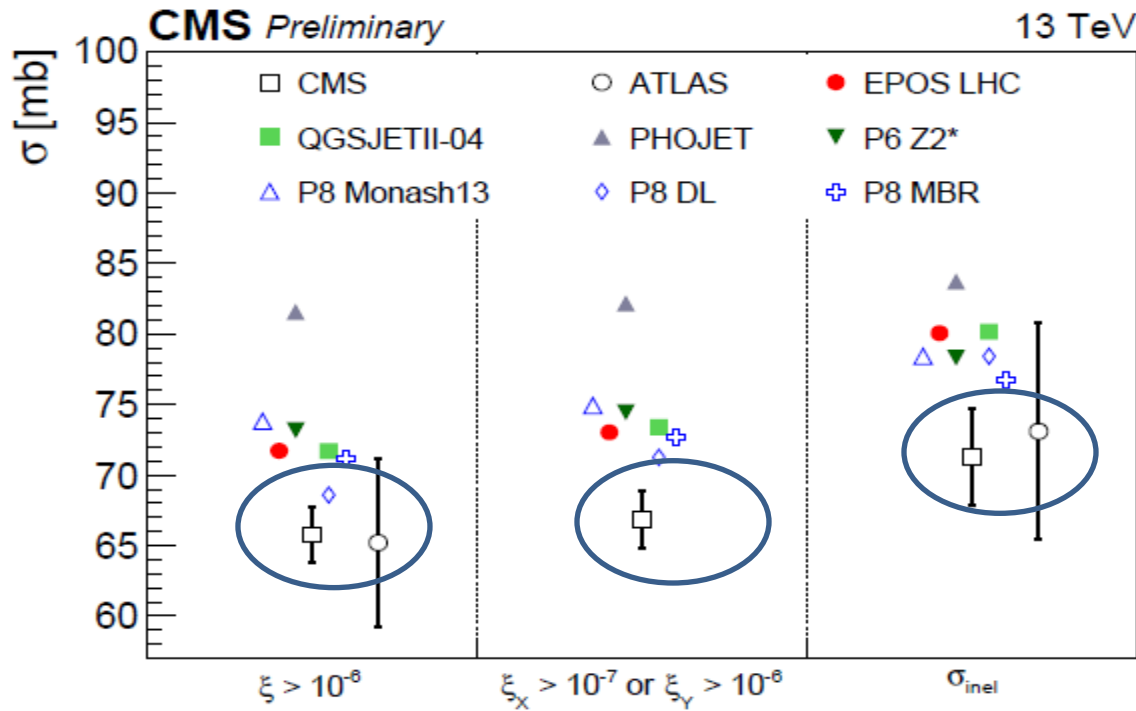 CMS Preliminary 13 TeV
σ [mb]
100
95
90
85
80
75
70
65
60
CMS ATLAS EPOS LHC
QGSJETII-04 PHOJET P6 Z2*
P8 Monash13 P8 DL P8 MBR
ξ > 10⁻⁶ ξ_X > 10⁻⁷ or ξ_Y > 10⁻⁶ σ_inel